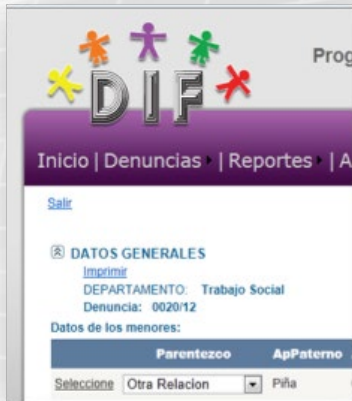 DIF
Prog
Inicio | Denuncias | Reportes | A
Salir
DATOS GENERALES
Imprimir
DEPARTAMENTO: Trabajo Social
Denuncia: 0020/12
Datos de los menores:
Parentezco ApPaterno
Seleccione Otra Relacion Piña